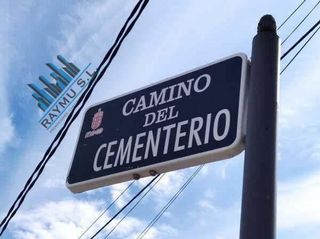 RAYMU S.L
CAMINO
DEL
CEMENTERIO